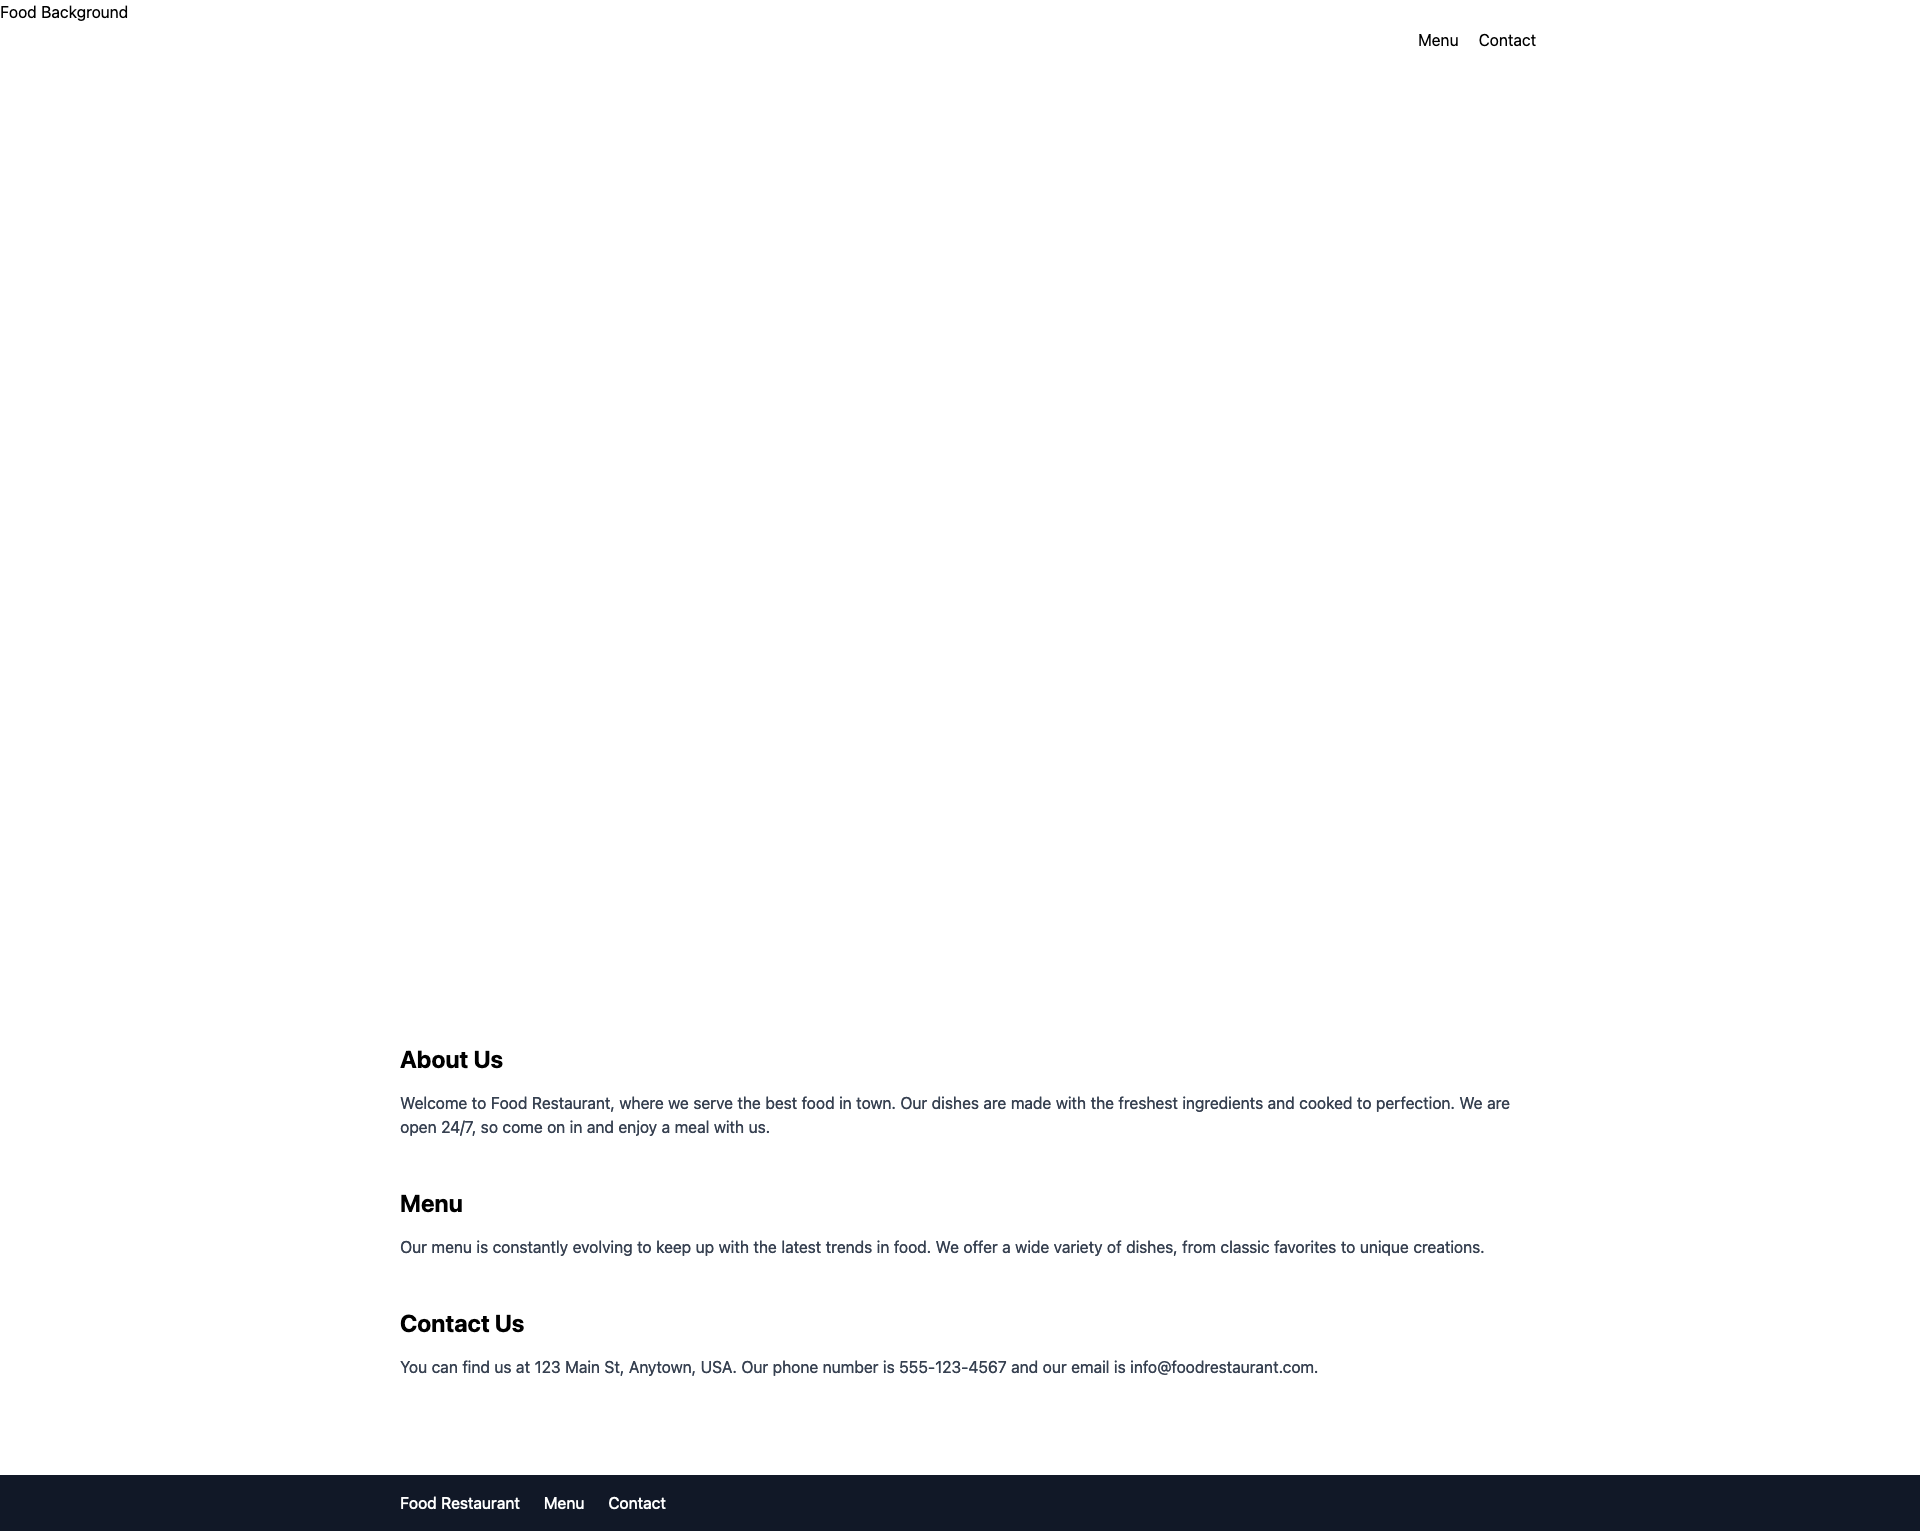 Food Background
Menu Contact
About Us
Welcome to Food Restaurant, where we serve the best food in town. Our dishes are made with the freshest ingredients and cooked to perfection. We are
open 24/7, so come on in and enjoy a meal with us.
Menu
Our menu is constantly evolving to keep up with the latest trends in food. We offer a wide variety of dishes, from classic favorites to unique creations.
Contact Us
You can find us at 123 Main St, Anytown, USA. Our phone number is 555-123-4567 and our email is info@foodrestaurant.com.
Food Restaurant Menu Contact